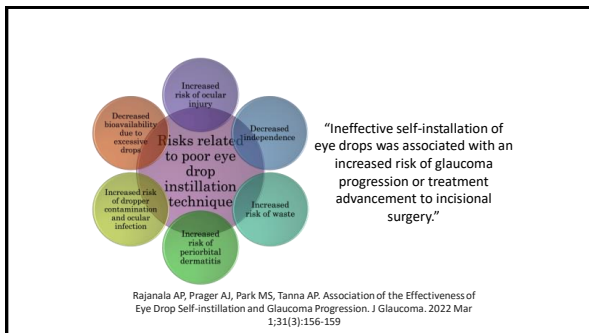 Increased
risk of ocular
injury
Decreased
independence
Increased
risk of waste
Increased
risk of
periorbital
dermatitis
Increased risk
of dropper
contamination
and ocular
infection
Decreased
bioavailability
due to
excessive
drops
Risks related
to poor eye
drop
instillation
technique
“Ineffective self-installation of
eye drops was associated with an
increased risk of glaucoma
progression or treatment
advancement to incisional
surgery.”
Rajanala AP, Prager AJ, Park MS, Tanna AP. Association of the Effectiveness of
Eye Drop Self-instillation and Glaucoma Progression. J Glaucoma. 2022 Mar
1;31(3):156-159